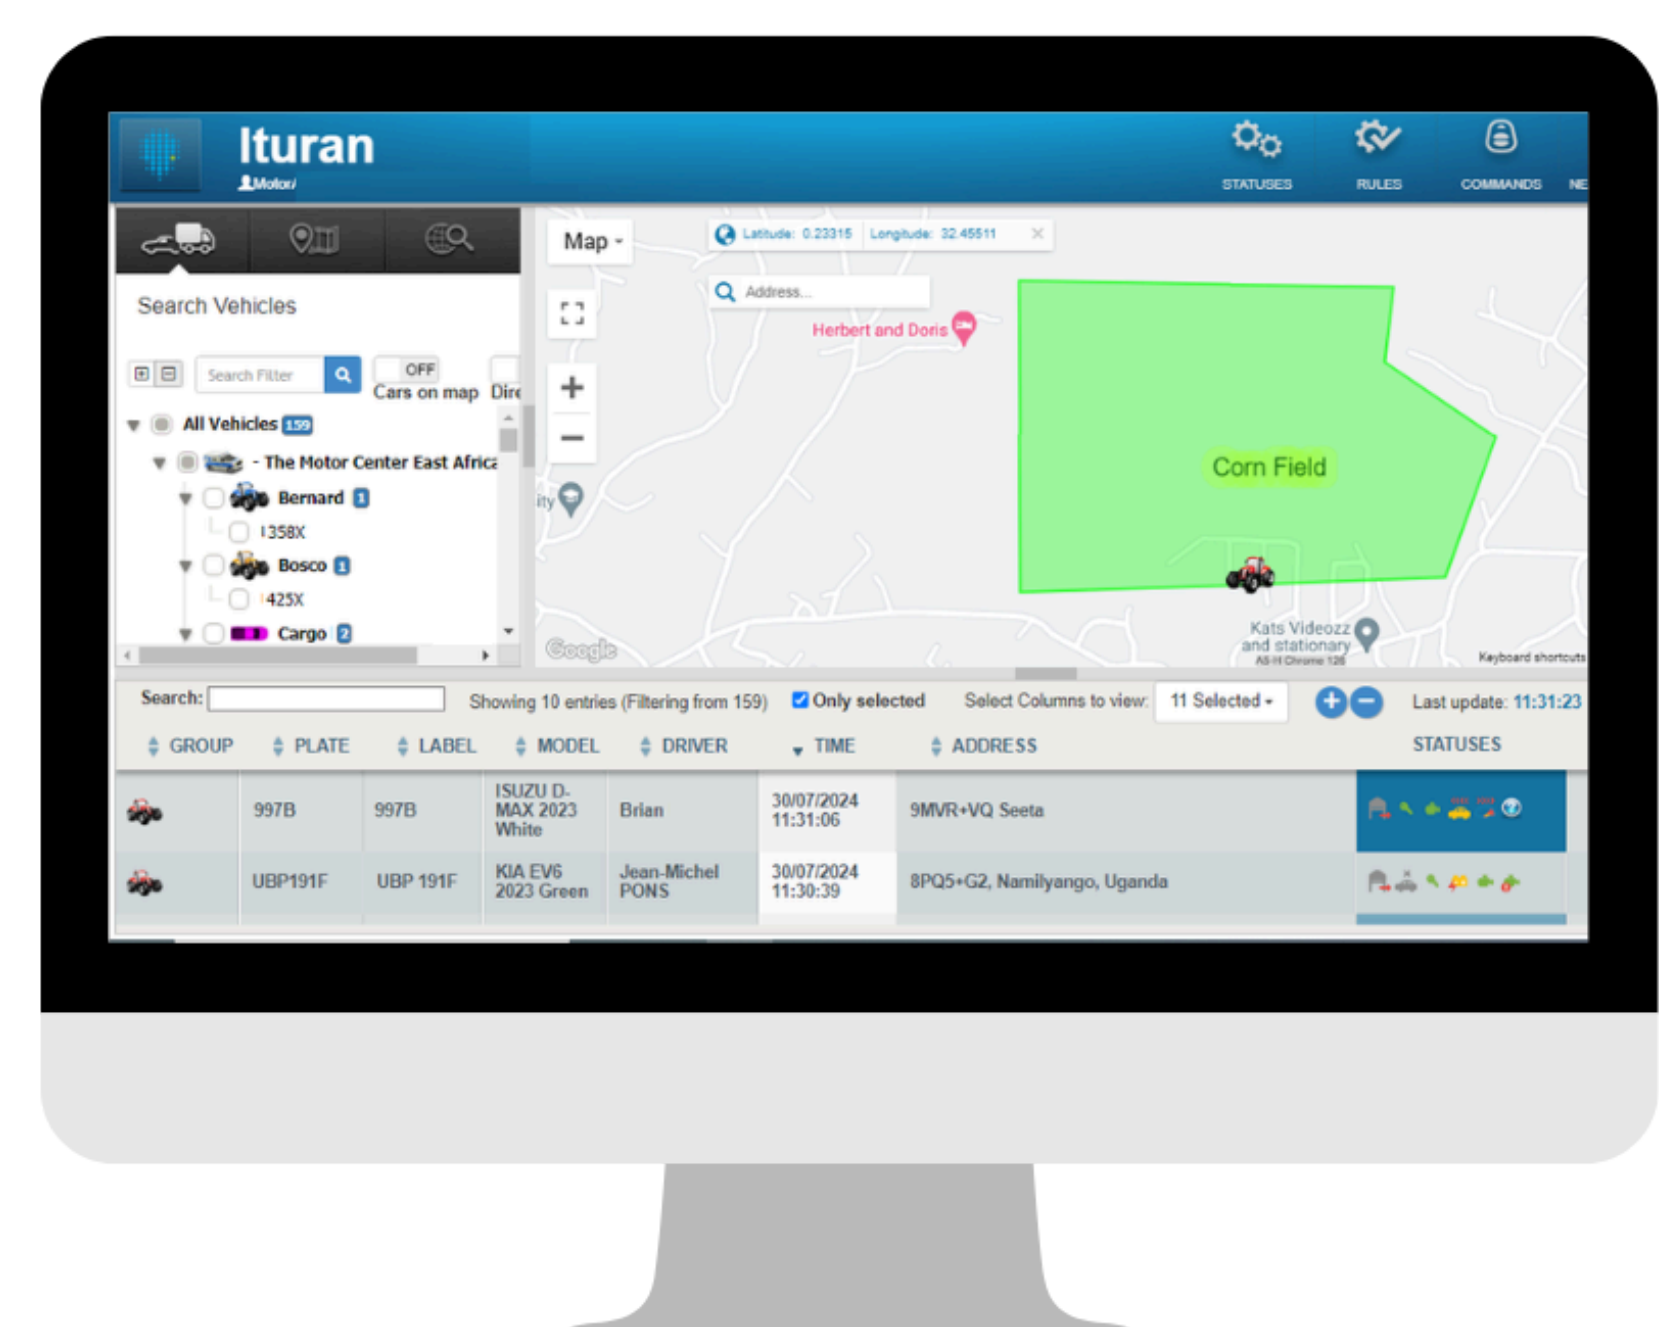 Ituran
Motor/
STATUSES
RULES
COMMANDS
NE
Search Vehicles
Search Filter
OFF
Cars on map
Dire
All Vehicles 159
- The Motor Center East Africa
Bernard 1
358X
Bosco 1
425X
Cargo 2
Map
Latitude: 0.23315 Longitude: 32.45511
Address...
Herbert and Doris
ity
Corn Field
Kats Videozz
and stationary
Google
Keyboard shortcuts
Search:
Showing 10 entries (Filtering from 159)
Only selected
Select Columns to view:
11 Selected
Last update: 11:31:23
GROUP PLATE LABEL MODEL DRIVER TIME ADDRESS STATUSES
997B
997B
ISUZU D-
MAX 2023
White
Brian
30/07/2024
11:31:06
9MVR+VQ Seeta
UBP191F
UBP 191F
KIA EV6
2023 Green
Jean-Michel
PONS
30/07/2024
11:30:39
8PQ5+G2, Namilyango, Uganda